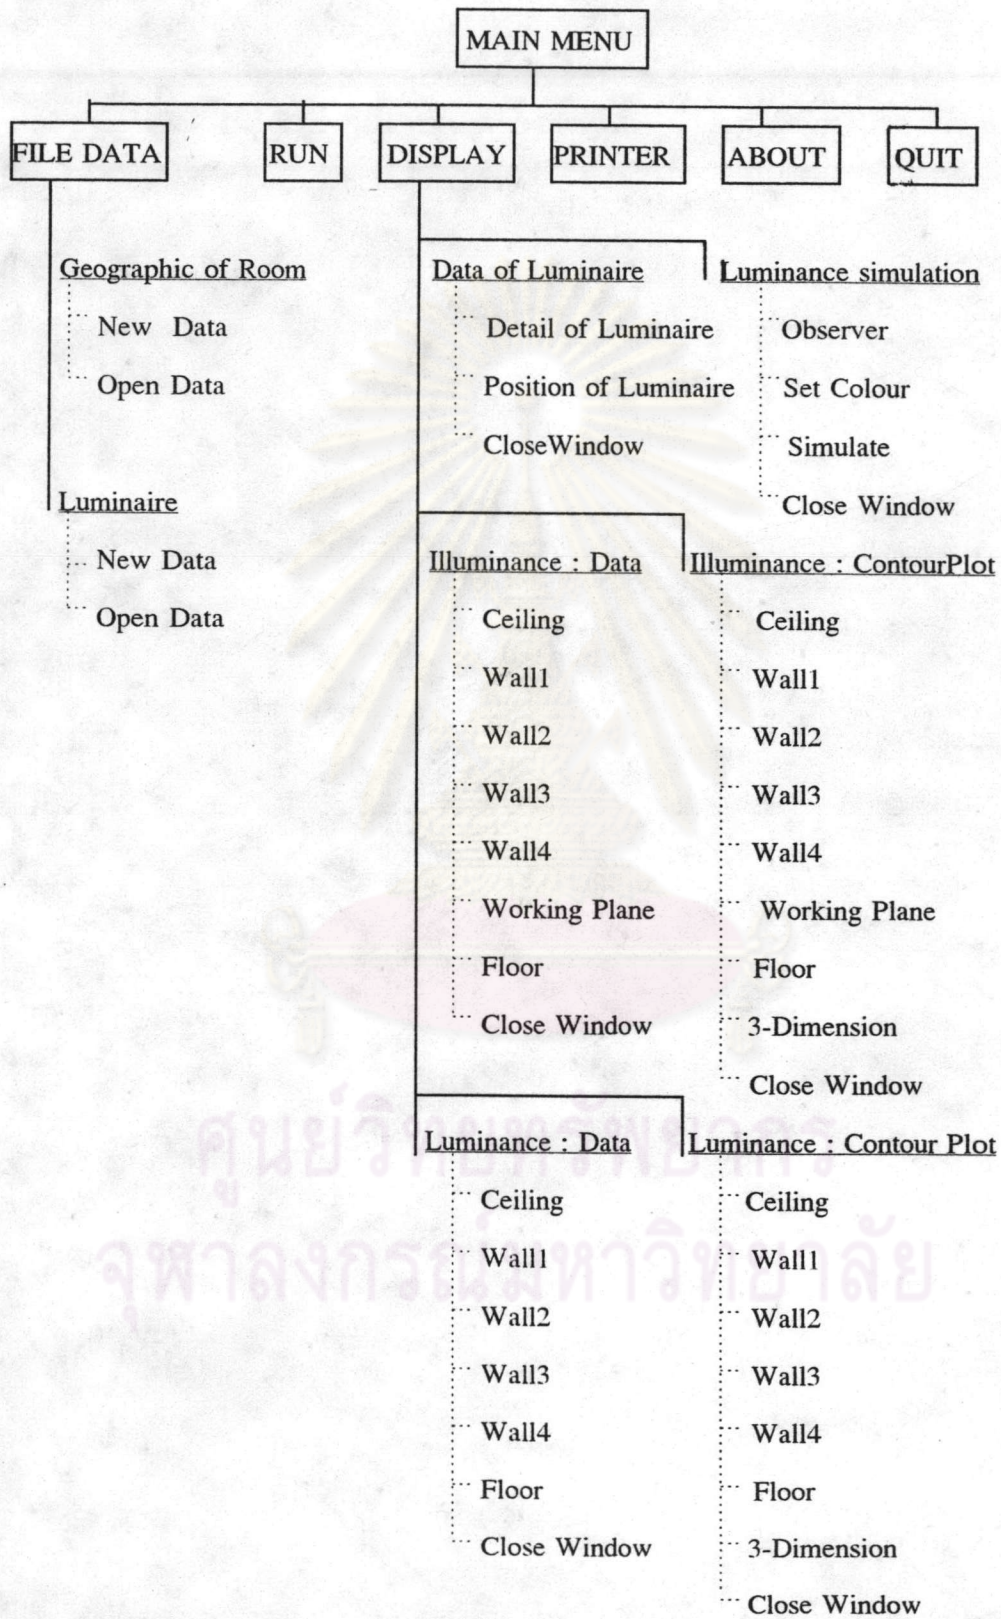 MAIN MENU
FILE DATA
RUN
DISPLAY
PRINTER
ABOUT
QUIT
Geographic of Room
New Data
Open Data
Luminaire
New Data
Open Data
Data of Luminaire
Detail of Luminaire
Position of Luminaire
CloseWindow
Luminance simulation
Observer
Set Colour
Simulate
Close Window
Illuminance : Data
Ceiling
Wall1
Wall2
Wall3
Wall4
Working Plane
Floor
Close Window
Illuminance : ContourPlot
Ceiling
Wall1
Wall2
Wall3
Wall4
Working Plane
Floor
3-Dimension
Close Window
Luminance : Data
Ceiling
Wall1
Wall2
Wall3
Wall4
Floor
Close Window
Luminance : Contour Plot
Ceiling
Wall1
Wall2
Wall3
Wall4
Floor
3-Dimension
Close Window
ศูนย์วิทยทรัพยากร
จุฬาลงกรณ์มหาวิทยาลัย